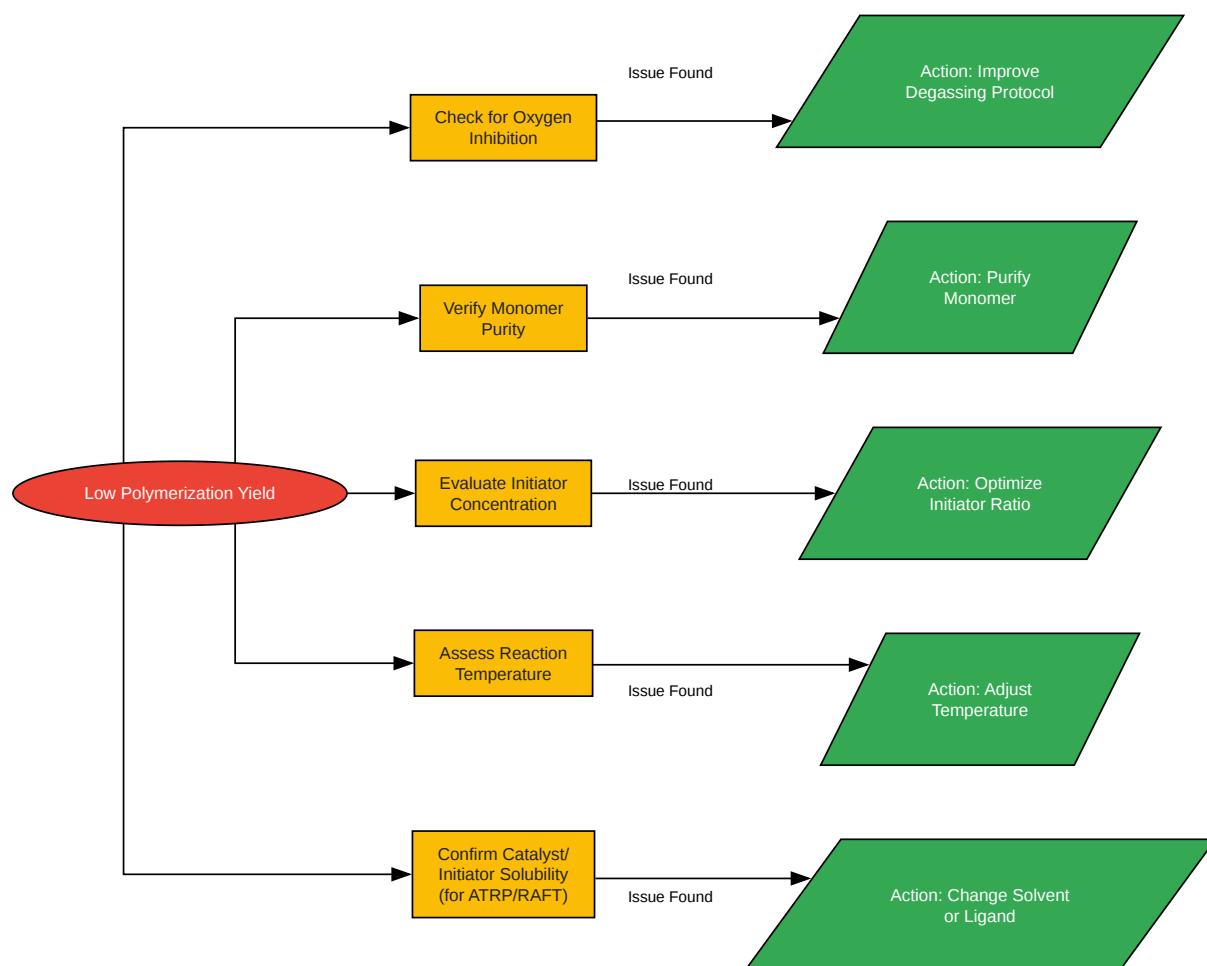 Issue Found
Action: Improve
Degassing Protocol
Check for Oxygen
Inhibition
Issue Found
Action: Purify
Monomer
Verify Monomer
Purity
Low Polymerization Yield
Evaluate Initiator
Concentration
Issue Found
Action: Optimize
Initiator Ratio
Assess Reaction
Temperature
Issue Found
Action: Adjust
Temperature
Confirm Catalyst/
Initiator Solubility
(for ATRP/RAFT)
Issue Found
Action: Change Solvent
or Ligand